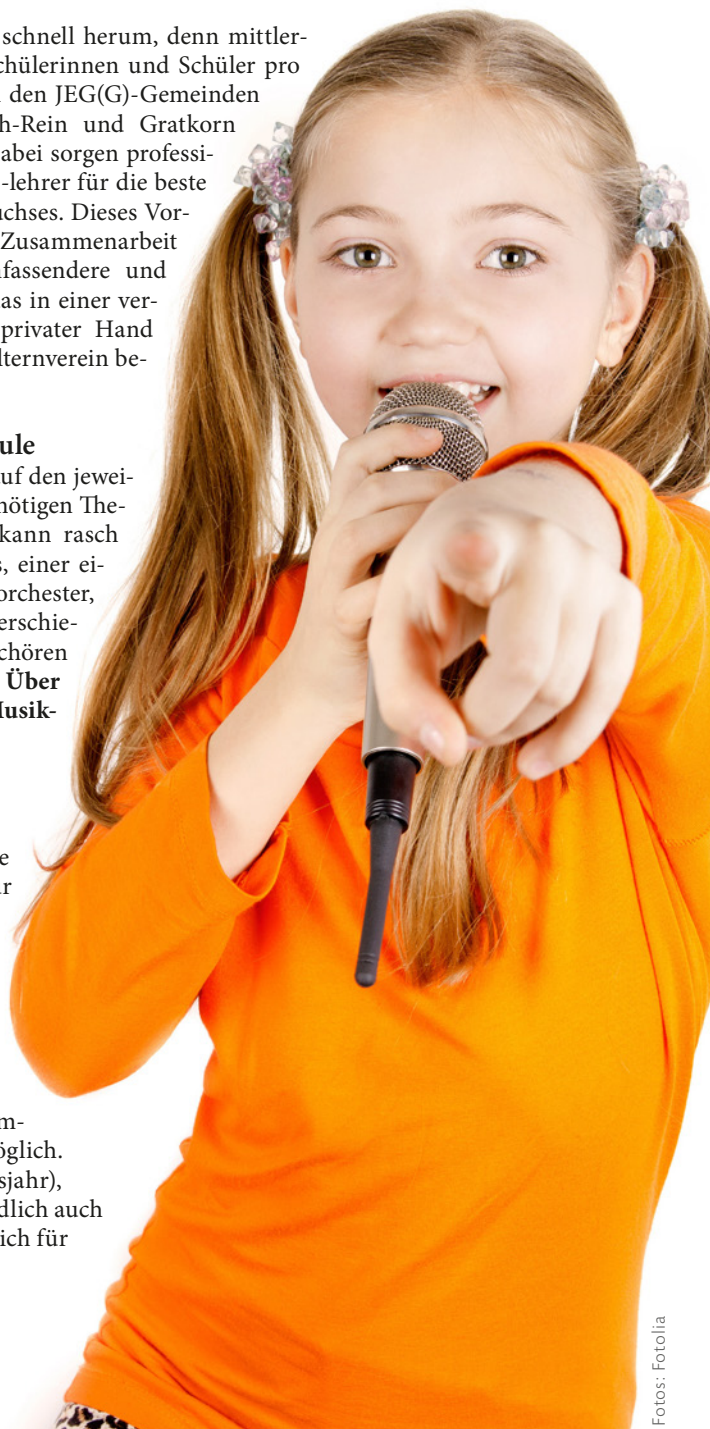 schnell herum, denn mittler-
chülerinnen und Schüler pro
den JEG(G)-Gemeinden
h-Rein und Gratkorn
abei sorgen professi-
-lehrer für die beste
uchses. Dieses Vor-
Zusammenarbeit
nfassendere und
as in einer ver-
privater Hand
lternverein be-
ule
uf den jewei-
nötigen The-
kann rasch
s, einer ei-
orchester,
erschie-
chören
Über
Musik-
e
r
m-
öglich.
sjahr),
dlich auch
ich für
Fotos: Fotolia